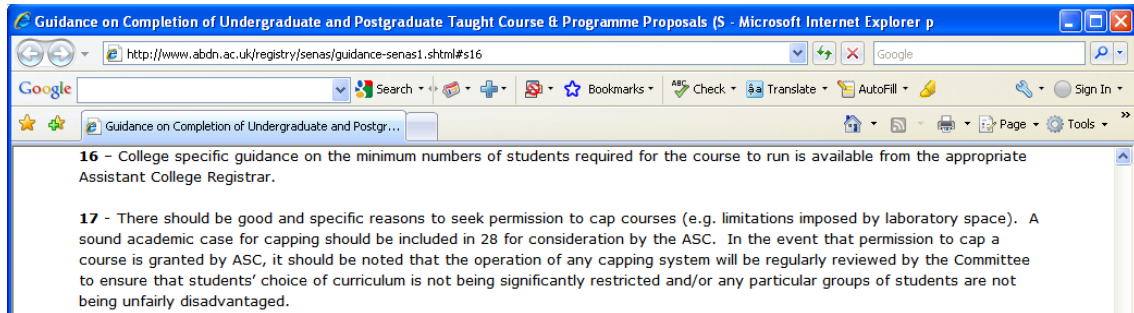 Guidance on Completion of Undergraduate and Postgraduate Taught Course & Programme Proposals (S - Microsoft Internet Explorer p
http://www.abdn.ac.uk/registry/senas/guidance-senas1.shtml#s16 Google
Google Search Bookmarks ABC Check Translate AutoFill Sign In
Guidance on Completion of Undergraduate and Postgr... Page Tools »
16 – College specific guidance on the minimum numbers of students required for the course to run is available from the appropriate
Assistant College Registrar.
17 - There should be good and specific reasons to seek permission to cap courses (e.g. limitations imposed by laboratory space). A
sound academic case for capping should be included in 28 for consideration by the ASC. In the event that permission to cap a
course is granted by ASC, it should be noted that the operation of any capping system will be regularly reviewed by the Committee
to ensure that students' choice of curriculum is not being significantly restricted and/or any particular groups of students are not
being unfairly disadvantaged.